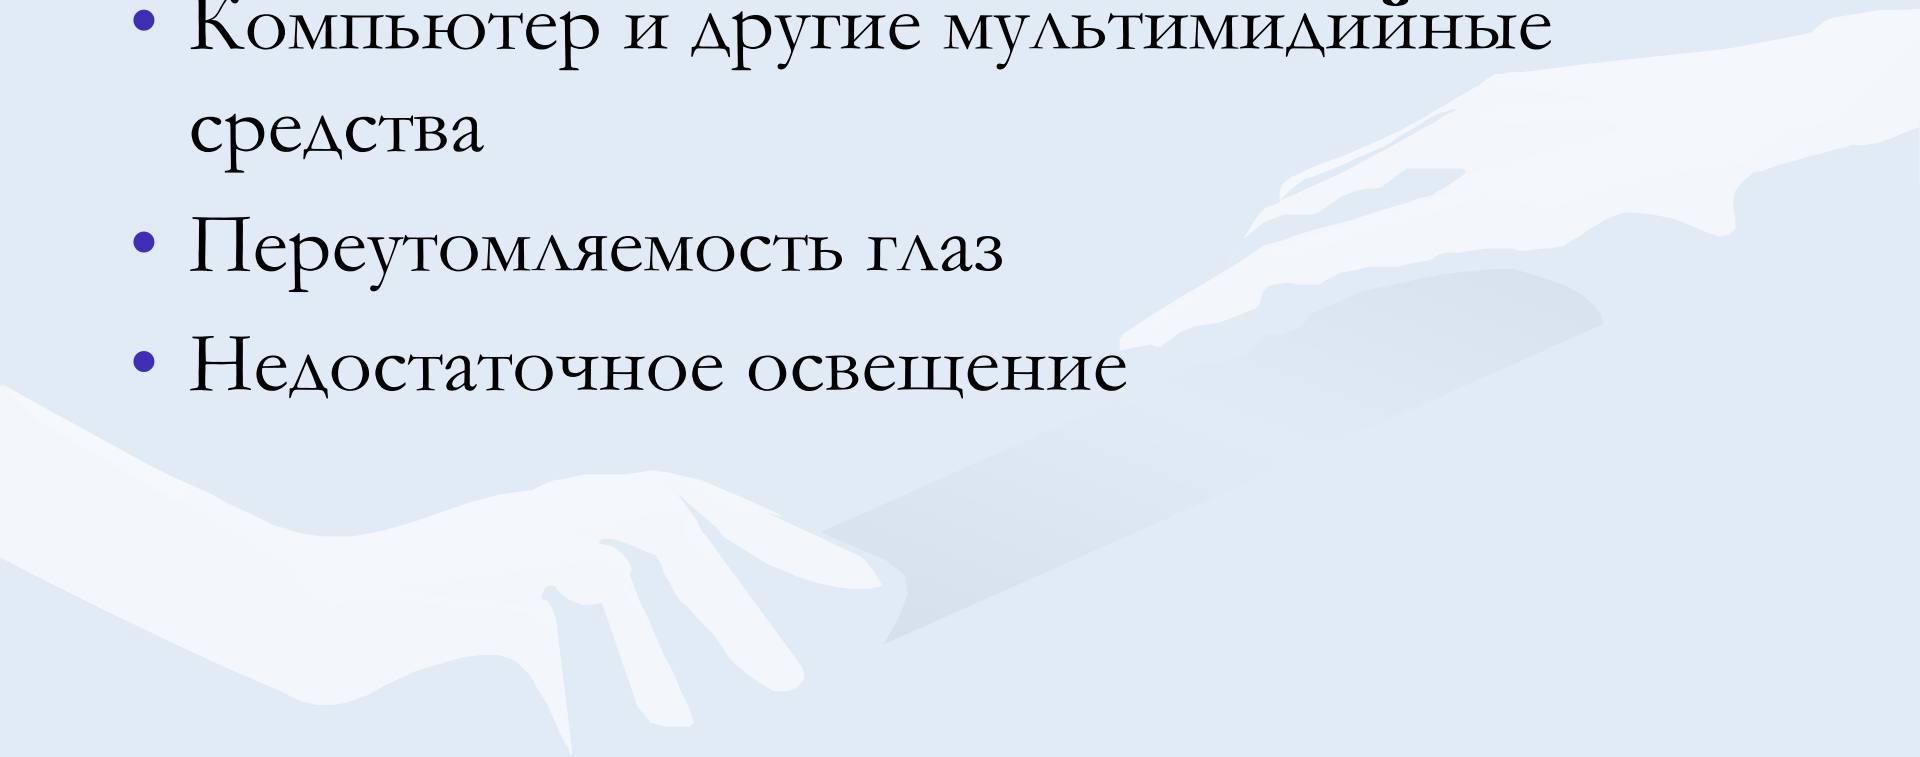 • Компьютер и другие мультимидийные
средства
• Переутомляемость глаз
• Недостаточное освещение